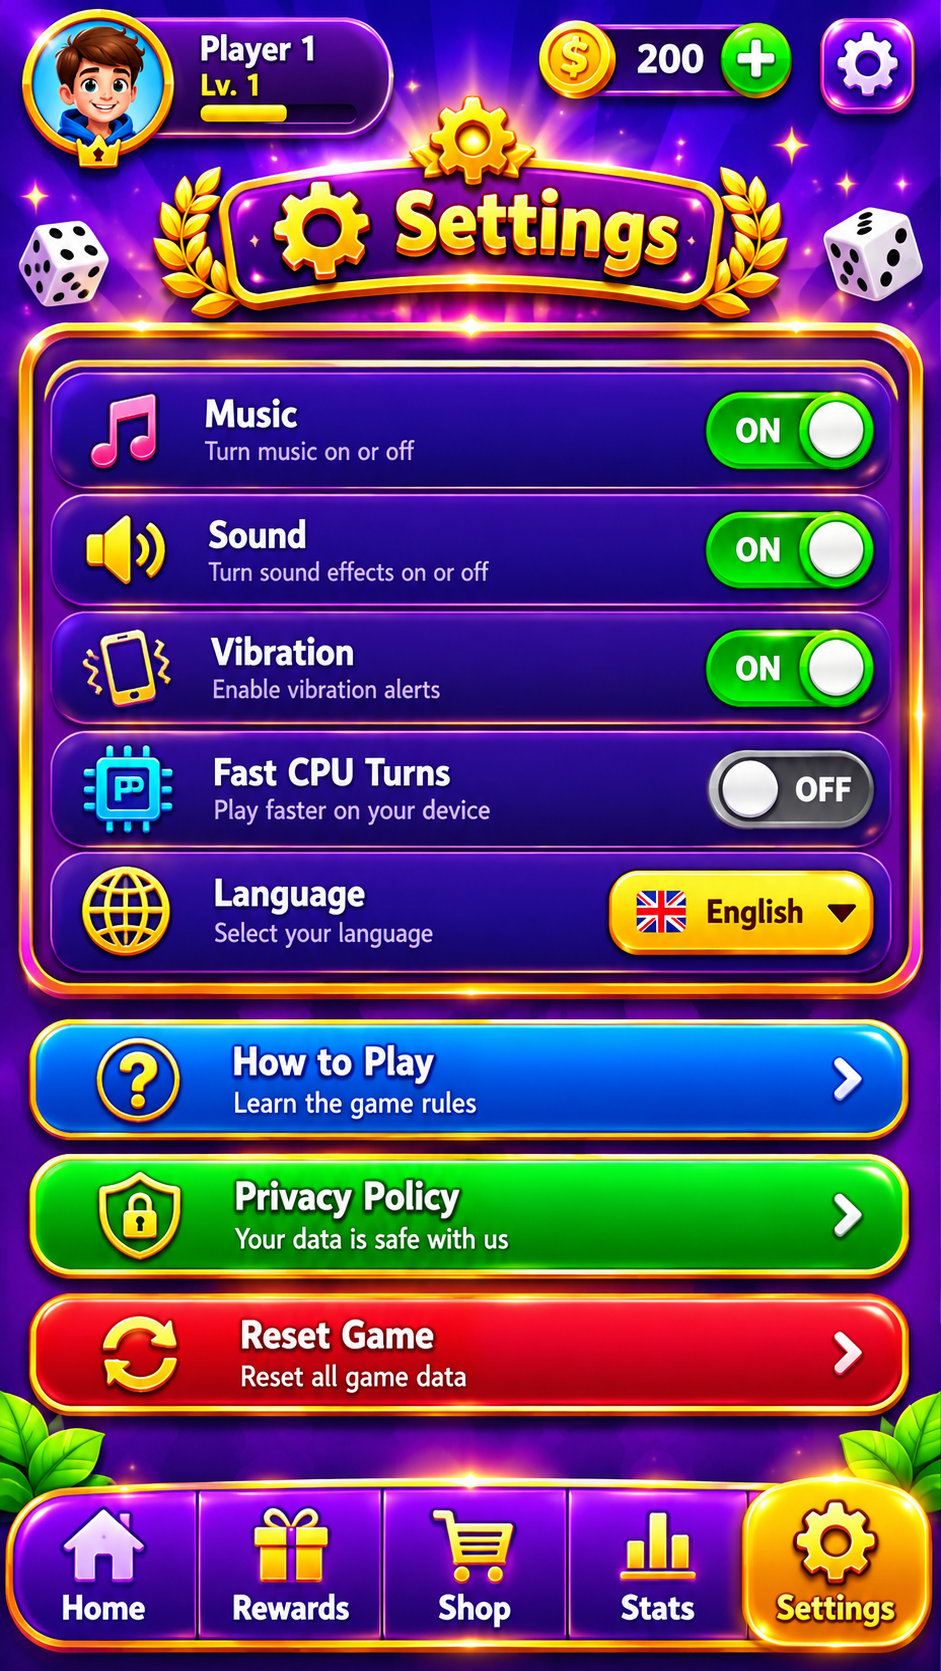 Player 1
Lv. 1
200
Settings
Music
Turn music on or off
ON
Sound
Turn sound effects on or off
ON
Vibration
Enable vibration alerts
ON
Fast CPU Turns
Play faster on your device
OFF
Language
Select your language
English
How to Play
Learn the game rules
Privacy Policy
Your data is safe with us
Reset Game
Reset all game data
Home
Rewards
Shop
Stats
Settings